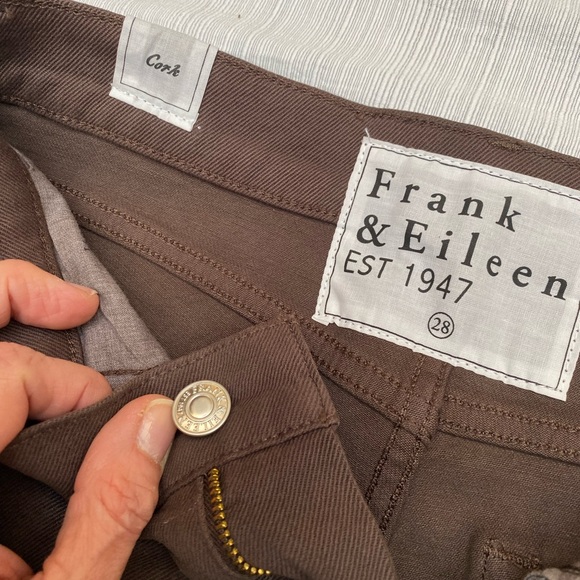 Cork
Frank
& Eileen
EST 1947
28